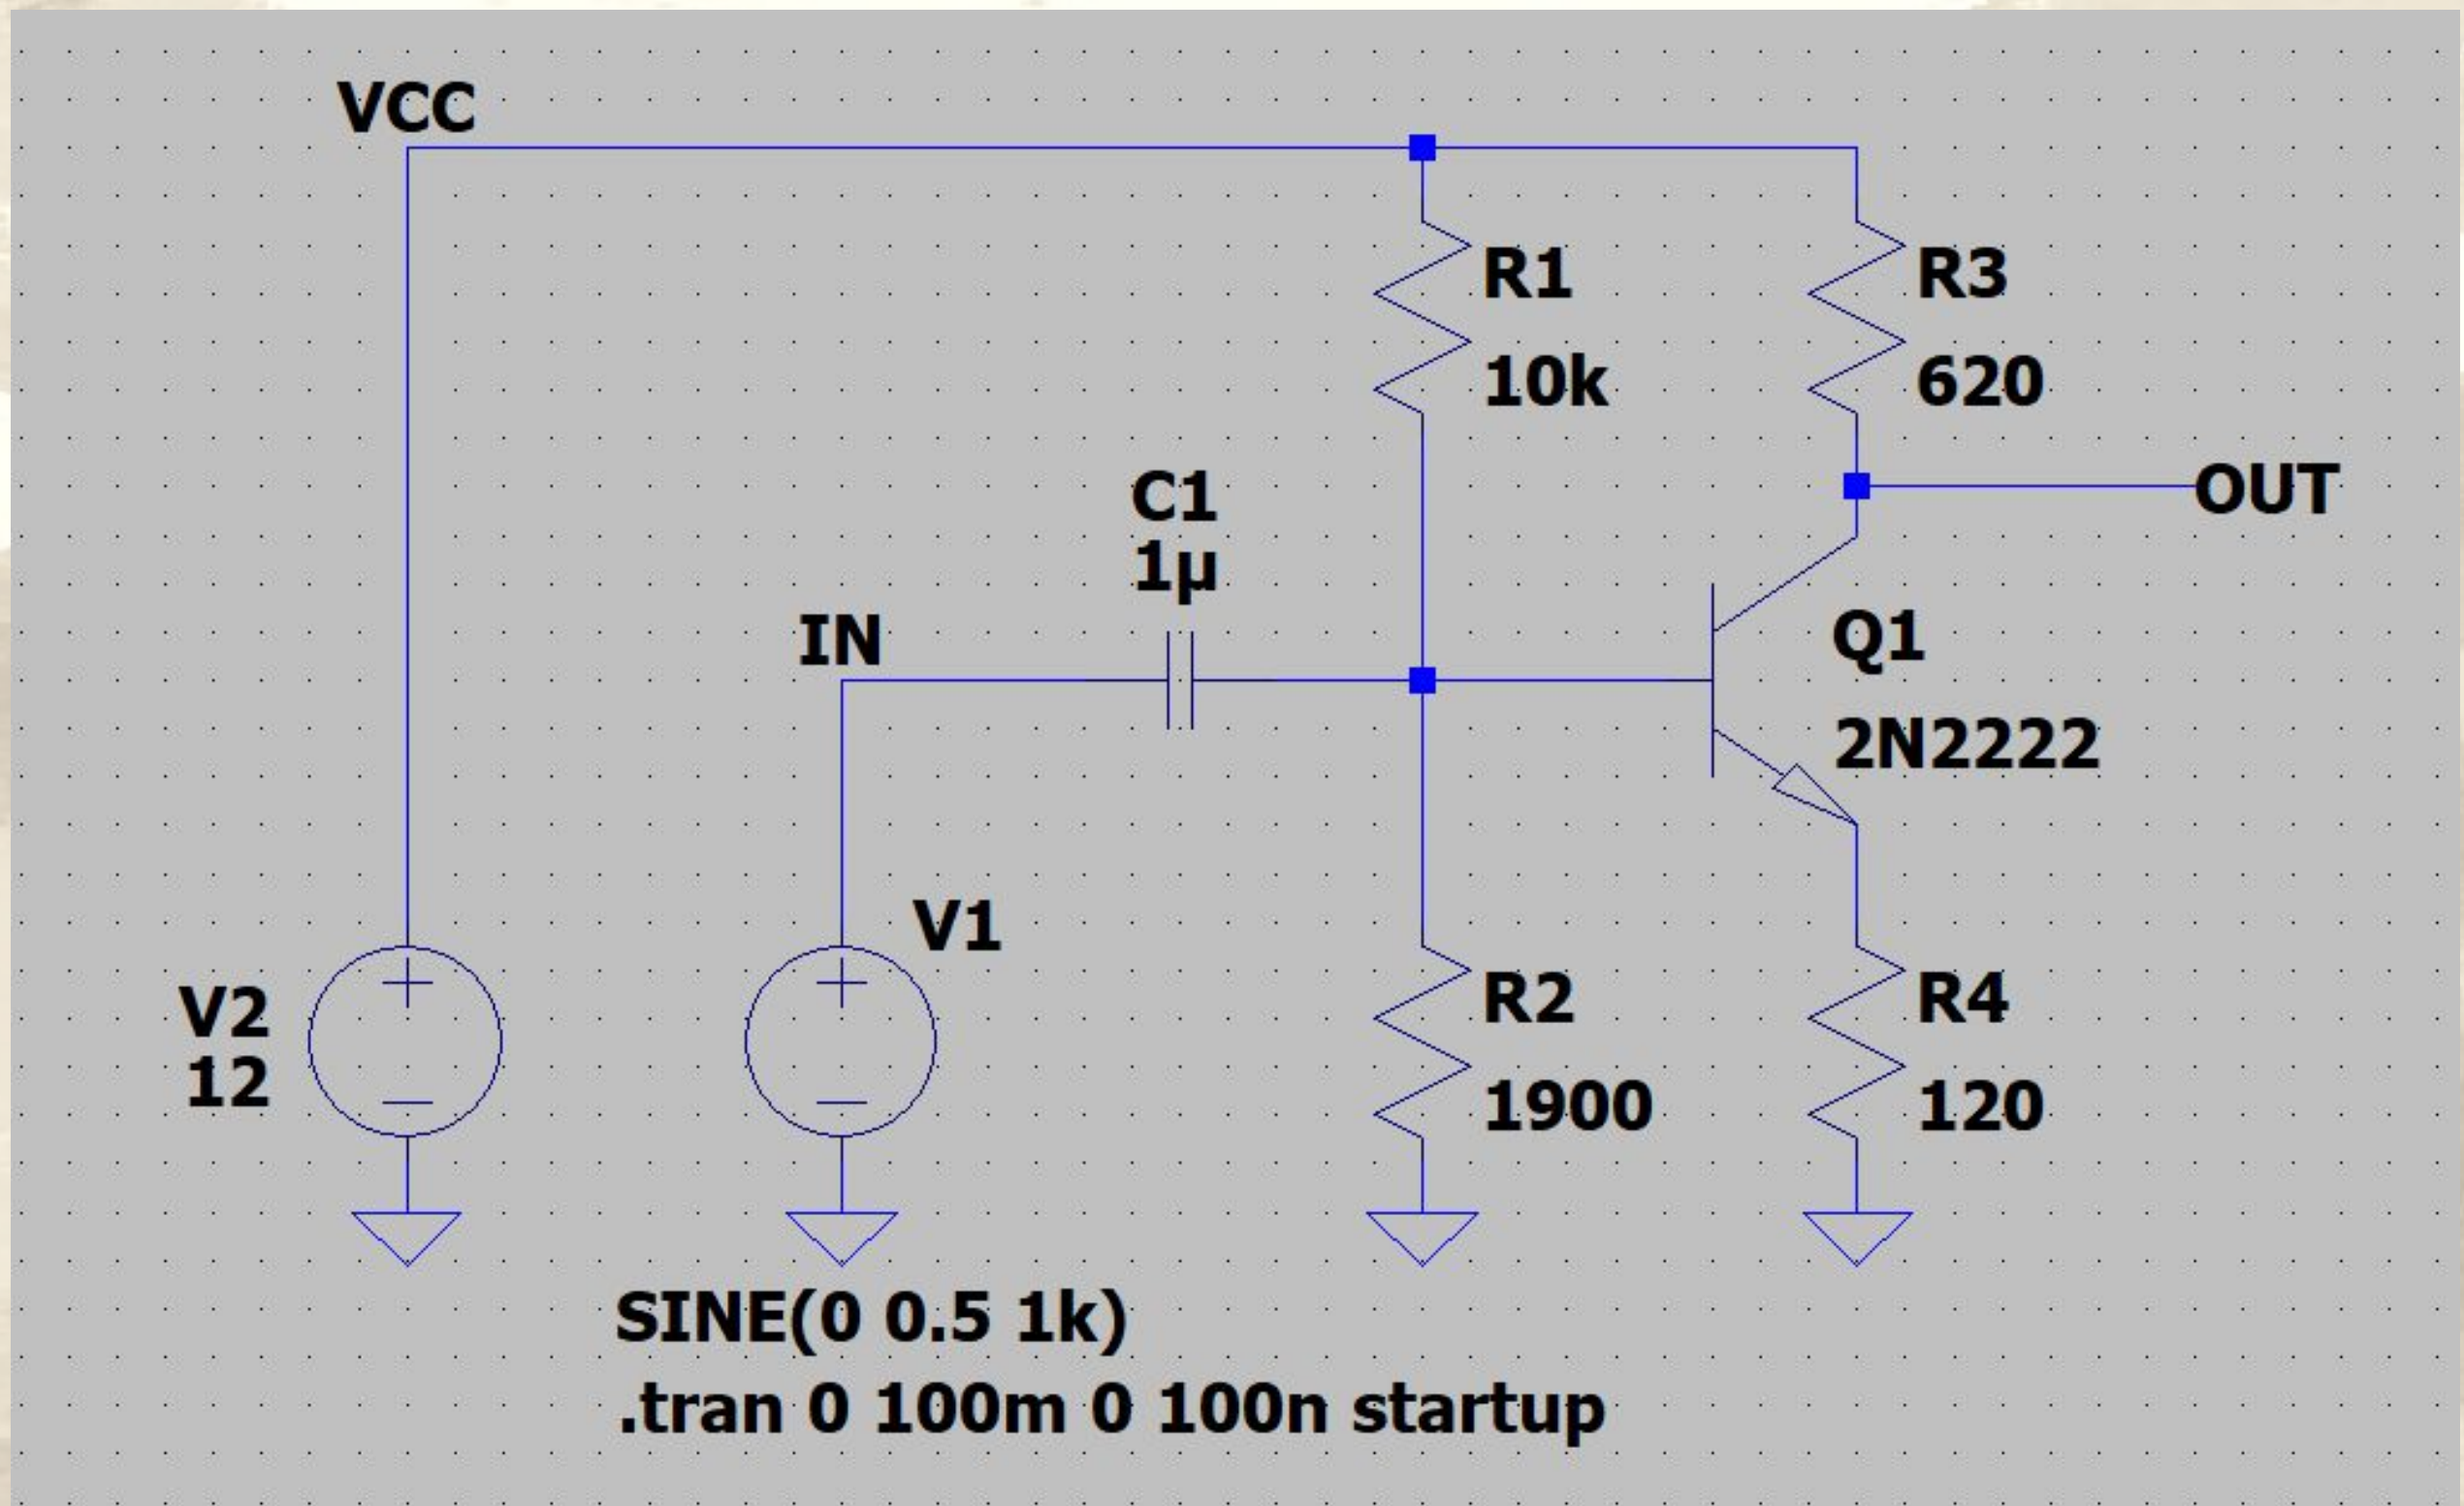 VCC
R1
10k
R3
620
C1
1µ
OUT
IN
Q1
2N2222
V1
V2
12
R2
1900
R4
120
SINE(0 0.5 1k)
.tran 0 100m 0 100n startup